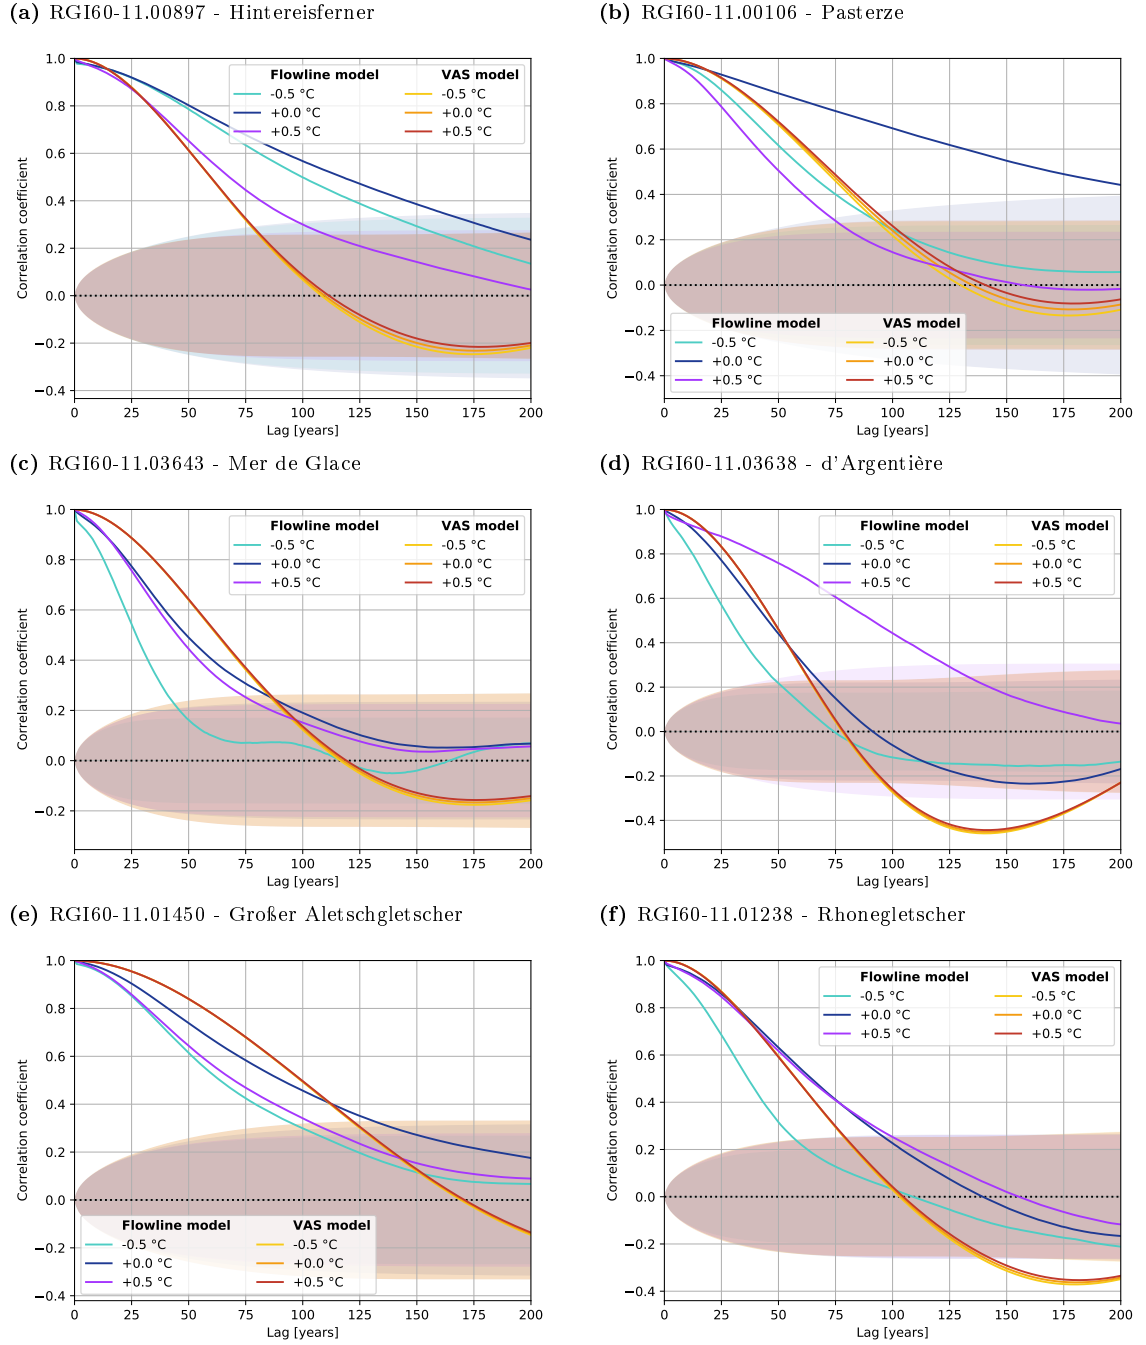 (a) RGI60-11.00897 - Hintereisferner
Correlation coefficient
1.0
0.8
0.6
0.4
0.2
0.0
−0.2
−0.4
Flowline model VAS model
-0.5 °C -0.5 °C
+0.0 °C +0.0 °C
+0.5 °C +0.5 °C
0 25 50 75 100 125 150 175 200
Lag [years]
(b) RGI60-11.00106 - Pasterze
Correlation coefficient
1.0
0.8
0.6
0.4
0.2
0.0
−0.2
−0.4
Flowline model VAS model
-0.5 °C -0.5 °C
+0.0 °C +0.0 °C
+0.5 °C +0.5 °C
0 25 50 75 100 125 150 175 200
Lag [years]
(c) RGI60-11.03643 - Mer de Glace
Correlation coefficient
1.0
0.8
0.6
0.4
0.2
0.0
−0.2
Flowline model VAS model
-0.5 °C -0.5 °C
+0.0 °C +0.0 °C
+0.5 °C +0.5 °C
0 25 50 75 100 125 150 175 200
Lag [years]
(d) RGI60-11.03638 - d'Argentière
Correlation coefficient
1.0
0.8
0.6
0.4
0.2
0.0
−0.2
−0.4
Flowline model VAS model
-0.5 °C -0.5 °C
+0.0 °C +0.0 °C
+0.5 °C +0.5 °C
0 25 50 75 100 125 150 175 200
Lag [years]
(e) RGI60-11.01450 - Großer Aletschgletscher
Correlation coefficient
1.0
0.8
0.6
0.4
0.2
0.0
−0.2
−0.4
Flowline model VAS model
-0.5 °C -0.5 °C
+0.0 °C +0.0 °C
+0.5 °C +0.5 °C
0 25 50 75 100 125 150 175 200
Lag [years]
(f) RGI60-11.01238 - Rhonegletscher
Correlation coefficient
1.0
0.8
0.6
0.4
0.2
0.0
−0.2
−0.4
Flowline model VAS model
-0.5 °C -0.5 °C
+0.0 °C +0.0 °C
+0.5 °C +0.5 °C
0 25 50 75 100 125 150 175 200
Lag [years]